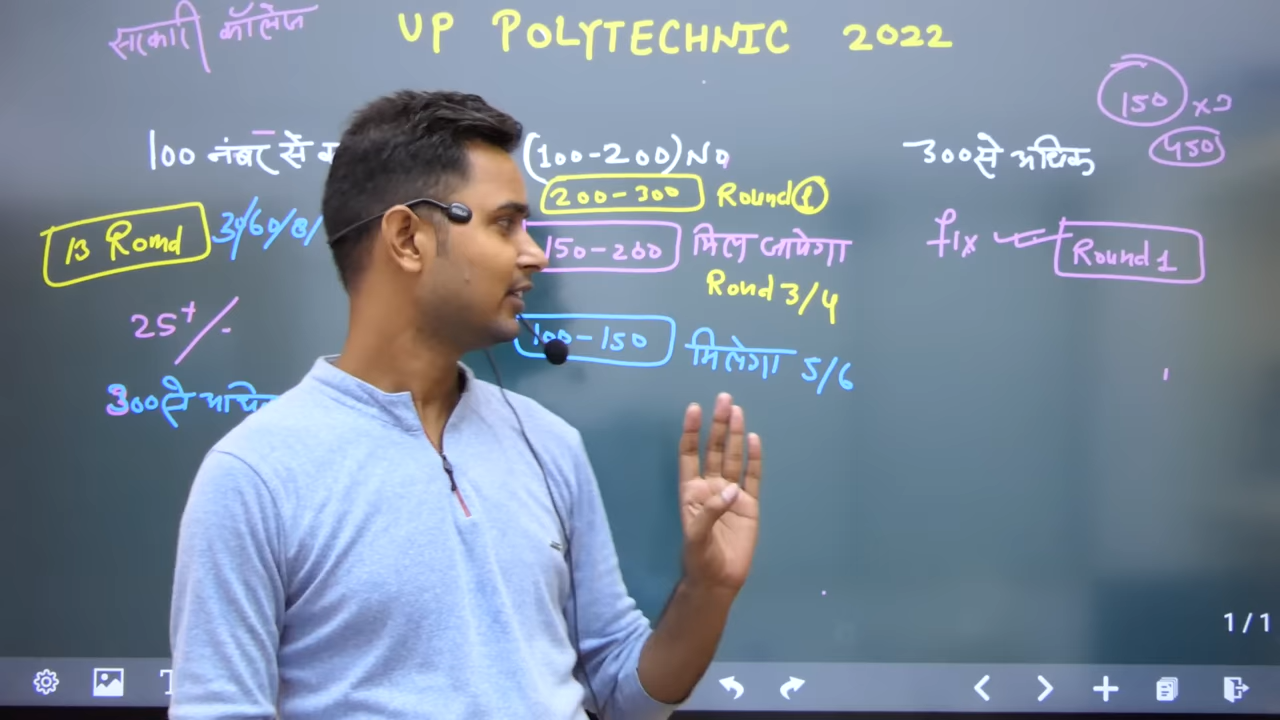 सरकारी कॉलेज
UP POLYTECHNIC 2022
150 x3
450
100 नंबर से
(100-200) No
300 से अधिक
200-300 Round 1
13 Round
150-200 मिल जायेगा
fix Round 1
Rond 3/4
25+
100-150 मिलेगा 5/6
300 से
1/1
T